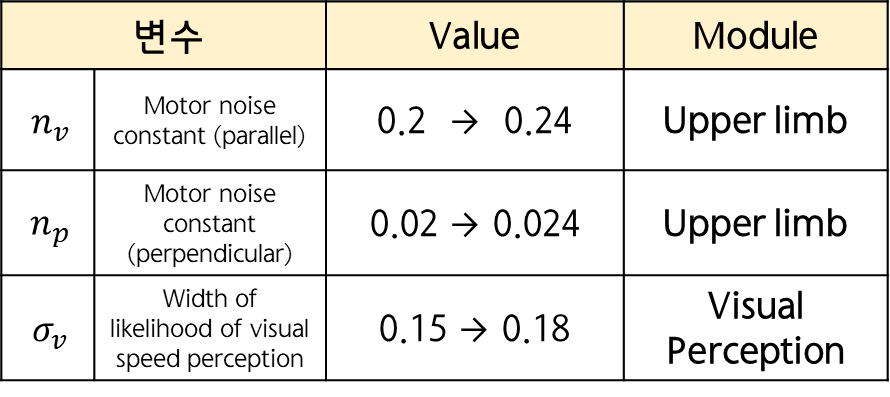 변수 Value Module
n_v Motor noise
constant (parallel) 0.2 → 0.24 Upper limb
n_p Motor noise
constant
(perpendicular) 0.02 → 0.024 Upper limb
σ_v Width of
likelihood of visual
speed perception 0.15 → 0.18 Visual
Perception